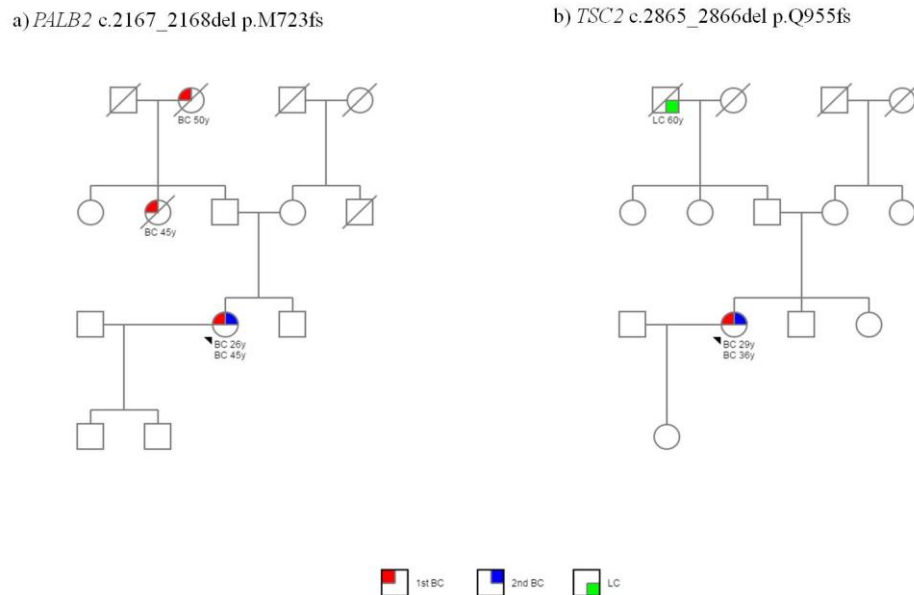 a) PALB2 c.2167_2168del p.M723fs
b) TSC2 c.2865_2866del p.Q955fs
BC 50y
LC 60y
BC 45y
BC 26y
BC 45y
BC 29y
BC 36y
1st BC
2nd BC
LC